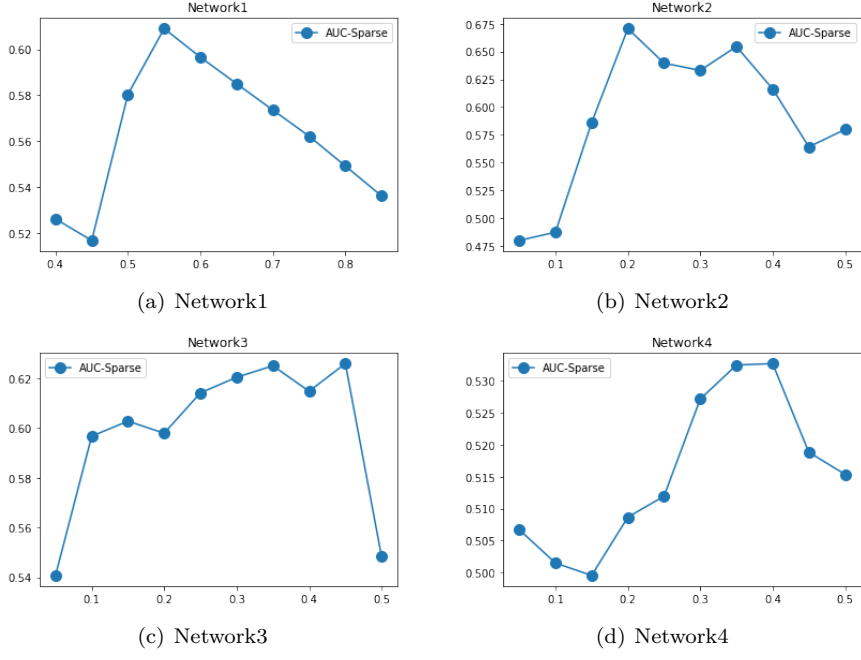 Network1
AUC-Sparse
0.60
0.58
0.56
0.54
0.52
0.4 0.5 0.6 0.7 0.8
(a) Network1
Network2
AUC-Sparse
0.675
0.650
0.625
0.600
0.575
0.550
0.525
0.500
0.475
0.1 0.2 0.3 0.4 0.5
(b) Network2
Network3
AUC-Sparse
0.62
0.60
0.58
0.56
0.54
0.1 0.2 0.3 0.4 0.5
(c) Network3
Network4
AUC-Sparse
0.530
0.525
0.520
0.515
0.510
0.505
0.500
0.1 0.2 0.3 0.4 0.5
(d) Network4